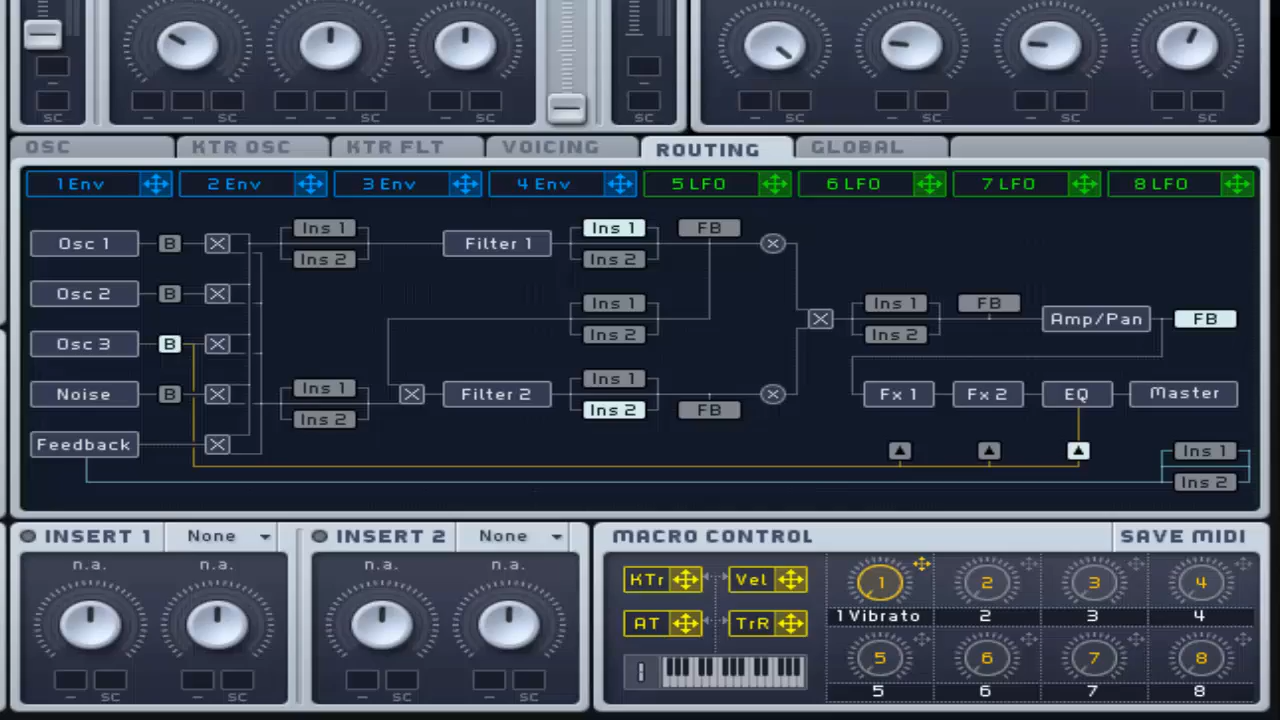 SC SC SC
SC SC SC SC SC
OSC KTR OSC KTR FLT VOICING ROUTING GLOBAL
1 Env 2 Env 3 Env 4 Env 5 LFO 6 LFO 7 LFO 8 LFO
Ins 1 Ins 1 FB
Osc 1 B Filter 1
Ins 2 Ins 2
Osc 2 B
Ins 1 Ins 1 FB
Amp/Pan FB
Ins 2 Ins 2
Osc 3 B
Ins 1 Ins 1
Noise B Filter 2 Fx 1 Fx 2 EQ Master
Ins 2 Ins 2 FB
Feedback Ins 1
Ins 2
INSERT 1 None INSERT 2 None MACRO CONTROL SAVE MIDI
n.a. n.a. n.a. n.a.
KTr Vel 1 2 3 4
1 Vibrato 2 3 4
AT TrR
5 6 7 8
SC SC SC SC
5 6 7 8